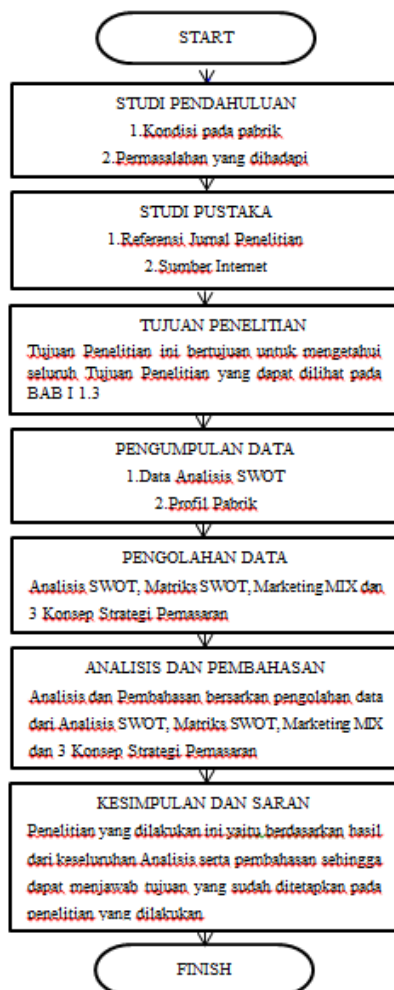 START
STUDI PENDAHULUAN
1.Kondisi pada pabrik
2.Permasalahan yang dihadapi
STUDI PUSTAKA
1.Referensi Jurnal Penelitian
2.Sumber Internet
TUJUAN PENELITIAN
Tujuan Penelitian ini bertujuan untuk mengetahui
seluruh Tujuan Penelitian yang dapat dilihat pada
BAB I 1.3
PENGUMPULAN DATA
1.Data Analisis SWOT
2.Profil Pabrik
PENGOLAHAN DATA
Analisis SWOT, Matriks SWOT, Marketing MIX dan
3 Konsep Strategi Pemasaran
ANALISIS DAN PEMBAHASAN
Analisis dan Pembahasan bersarkan pengolahan data
dari Analisis SWOT, Matriks SWOT, Marketing MIX
dan 3 Konsep Strategi Pemasaran
KESIMPULAN DAN SARAN
Penelitian yang dilakukan ini yaitu berdasarkan hasil
dari keseluruhan Analisis serta pembahasan sehingga
dapat menjawab tujuan yang sudah ditetapkan pada
penelitian yang dilakukan
FINISH